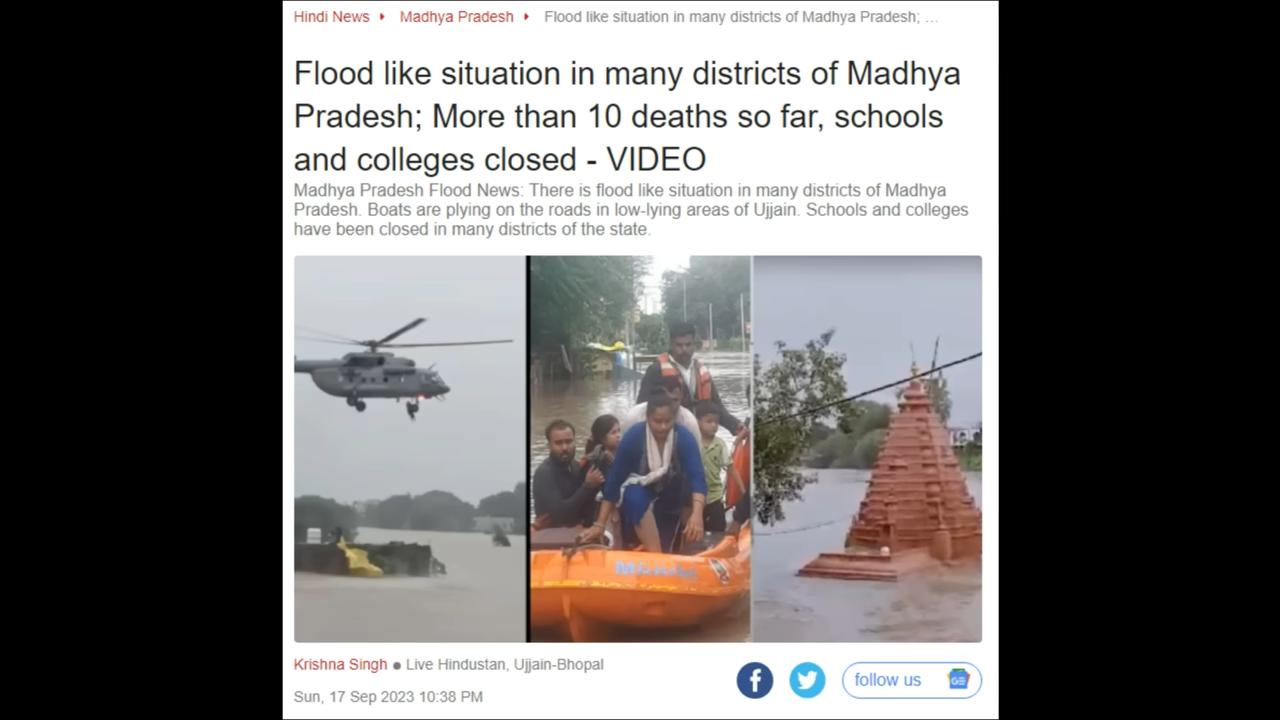 Hindi News Madhya Pradesh Flood like situation in many districts of Madhya Pradesh; ...
Flood like situation in many districts of Madhya
Pradesh; More than 10 deaths so far, schools
and colleges closed - VIDEO
Madhya Pradesh Flood News: There is flood like situation in many districts of Madhya
Pradesh. Boats are plying on the roads in low-lying areas of Ujjain. Schools and colleges
have been closed in many districts of the state.
Krishna Singh ● Live Hindustan, Ujjain-Bhopal
Sun, 17 Sep 2023 10:38 PM
follow us